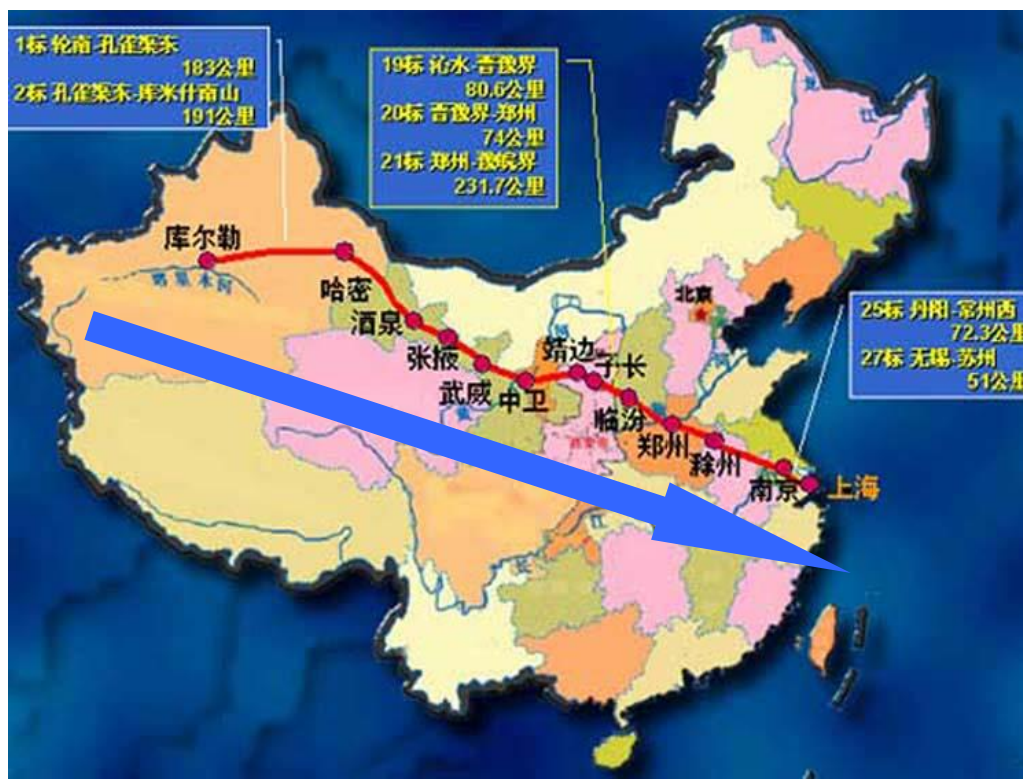 1标 轮南-孔雀渠东
183公里
2标 孔雀渠东-库米什南山
191公里
19标 沁水-晋豫界
80.6公里
20标 晋豫界-郑州
74公里
21标 郑州-豫皖界
231.7公里
25标 丹阳-常州西
72.3公里
27标 无锡-苏州
51公里
黑
龙
江
库尔勒
塔里木河
哈密
酒泉
张掖
武威
中卫
靖边
子长
临汾
郑州
滁州
南京
上海
北京
河
长
江